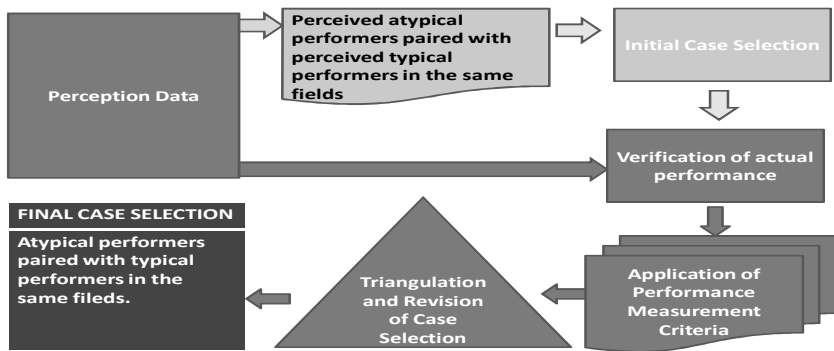 Perception Data
Perceived atypical
performers paired with
perceived typical
performers in the same
fields
Initial Case Selection
Verification of actual
performance
Application of
Performance
Measurement
Criteria
Triangulation
and Revision
of Case
Selection
FINAL CASE SELECTION
Atypical performers
paired with typical
performers in the
same fileds.